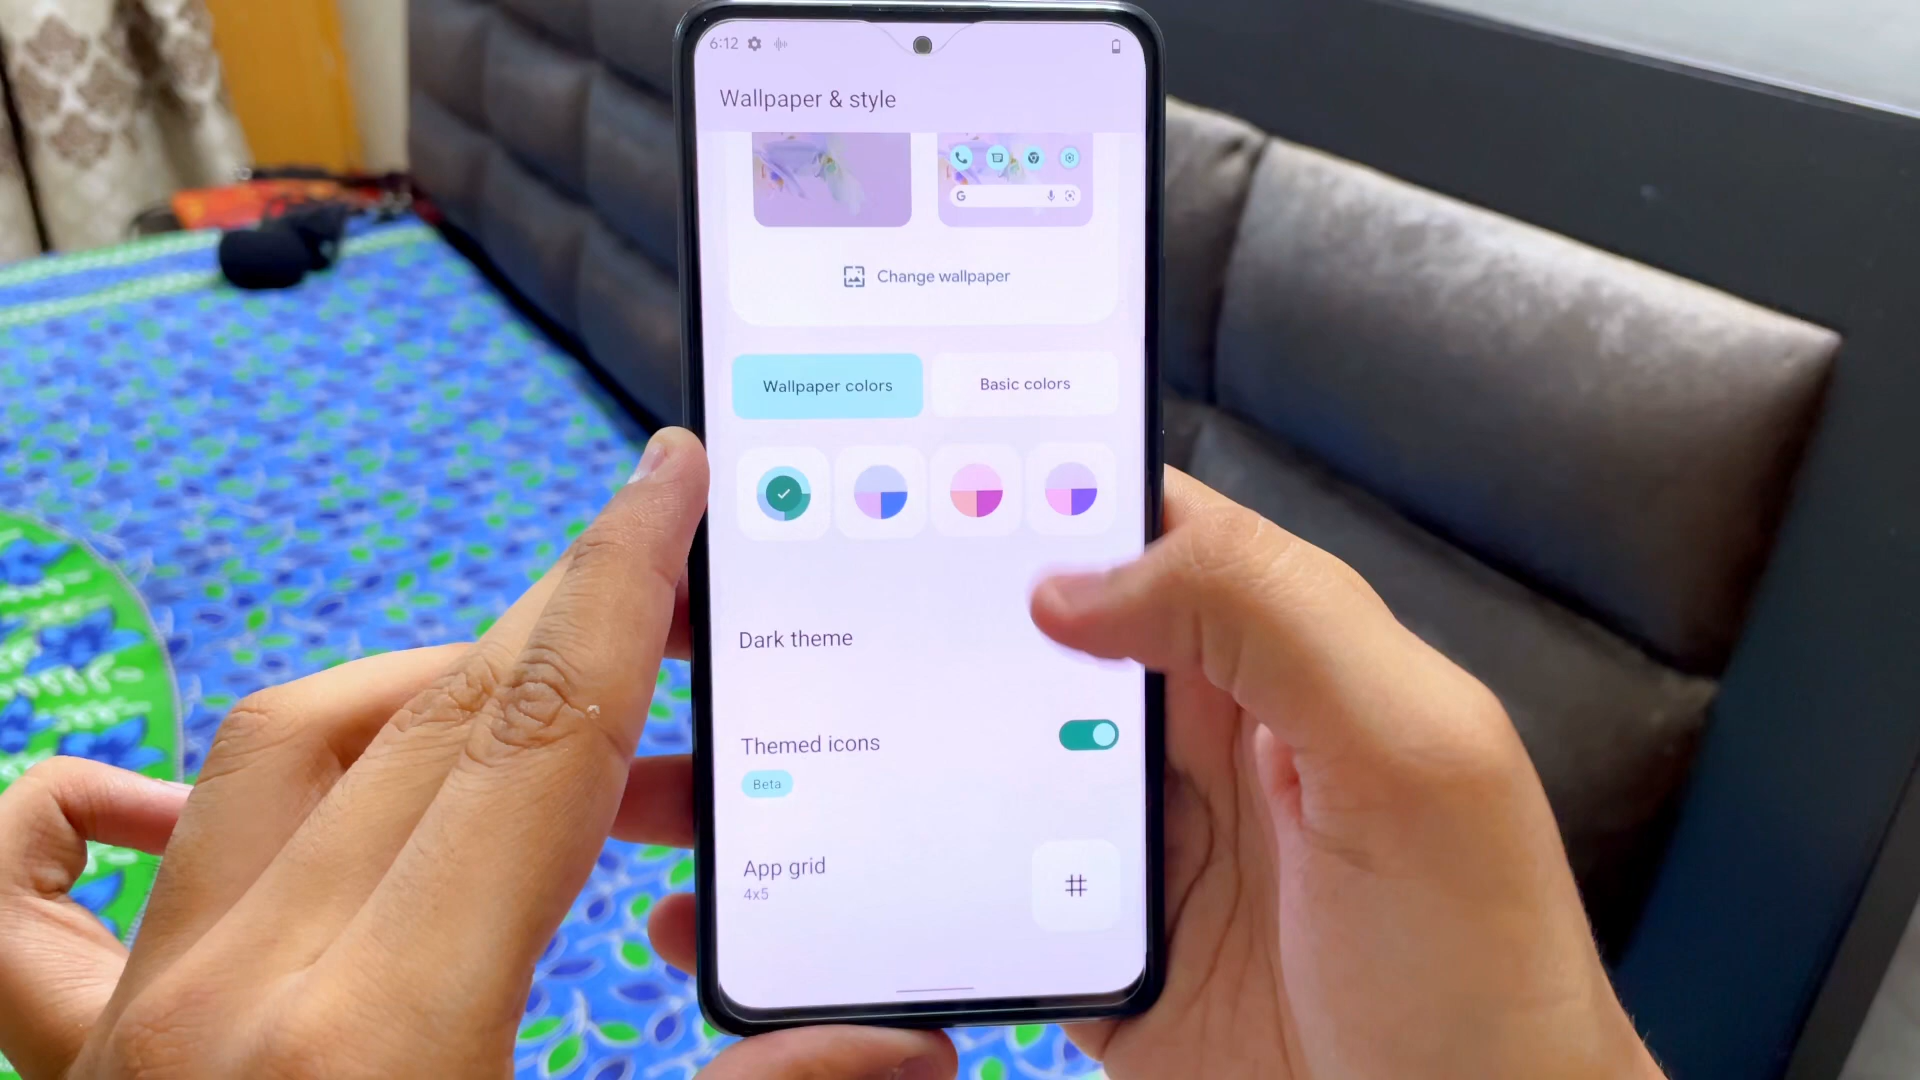 6:12
Wallpaper & style
G
Change wallpaper
Wallpaper colors
Basic colors
Dark theme
Themed icons
Beta
App grid
4x5